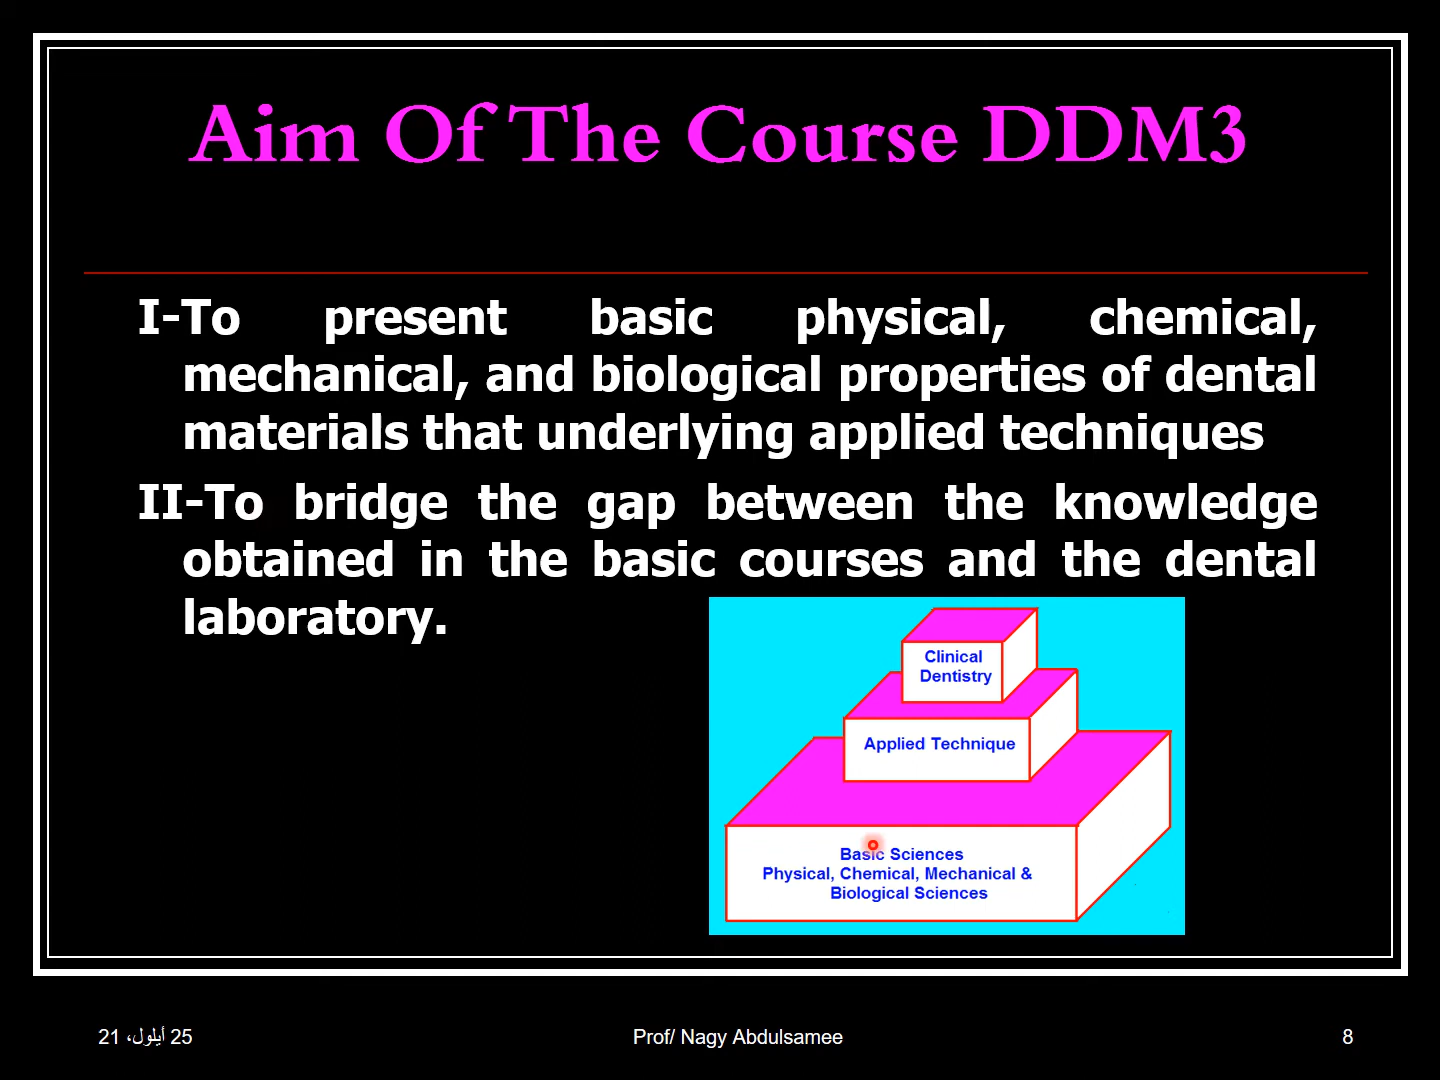 Aim Of The Course DDM3
I-To present basic physical, chemical,
mechanical, and biological properties of dental
materials that underlying applied techniques
II-To bridge the gap between the knowledge
obtained in the basic courses and the dental
laboratory.
Clinical
Dentistry
Applied Technique
Basic Sciences
Physical, Chemical, Mechanical &
Biological Sciences
25 أيلول، 21
Prof/ Nagy Abdulsamee
8